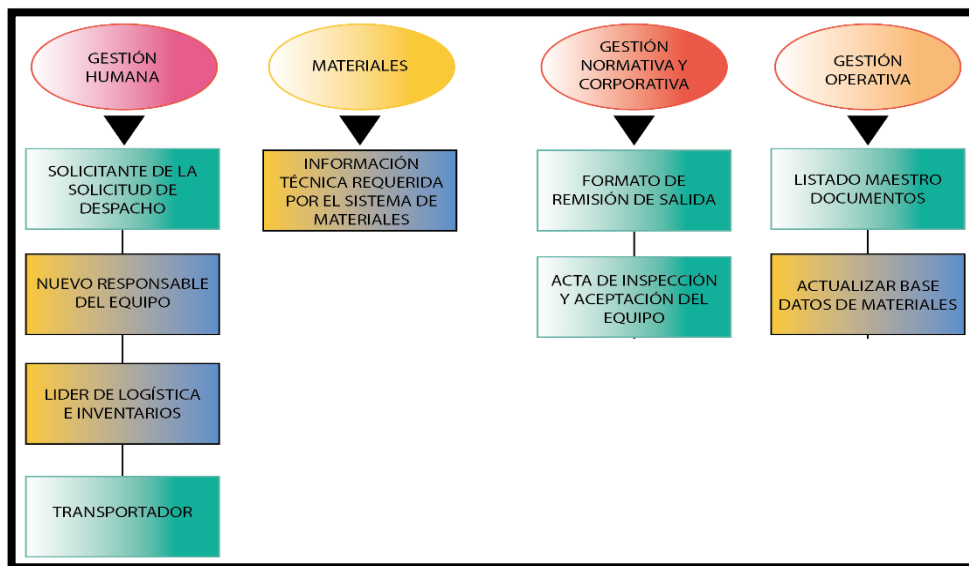 GESTIÓN
HUMANA
MATERIALES
GESTIÓN
NORMATIVA Y
CORPORATIVA
GESTIÓN
OPERATIVA
SOLICITANTE DE LA
SOLICITUD DE
DESPACHO
INFORMACIÓN
TÉCNICA REQUERIDA
POR EL SISTEMA DE
MATERIALES
FORMATO DE
REMISIÓN DE SALIDA
LISTADO MAESTRO
DOCUMENTOS
NUEVO RESPONSABLE
DEL EQUIPO
ACTA DE INSPECCIÓN
Y ACEPTACIÓN DEL
EQUIPO
ACTUALIZAR BASE
DATOS DE MATERIALES
LIDER DE LOGÍSTICA
E INVENTARIOS
TRANSPORTADOR